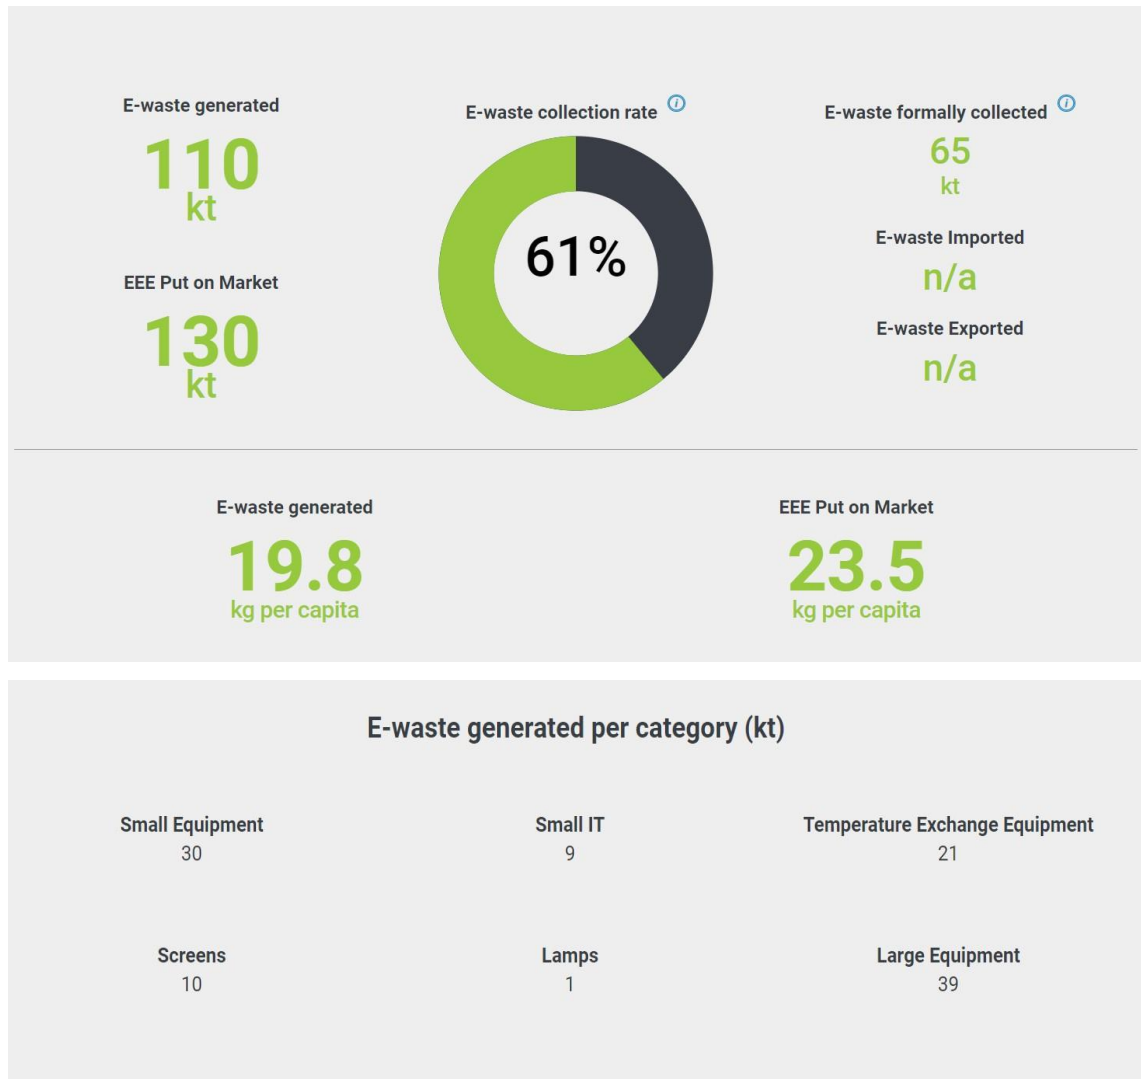 E-waste generated
110
kt
EEE Put on Market
130
kt
E-waste collection rate i
61%
E-waste formally collected i
65
kt
E-waste Imported
n/a
E-waste Exported
n/a
E-waste generated
19.8
kg per capita
EEE Put on Market
23.5
kg per capita
E-waste generated per category (kt)
Small Equipment
30
Small IT
9
Temperature Exchange Equipment
21
Screens
10
Lamps
1
Large Equipment
39